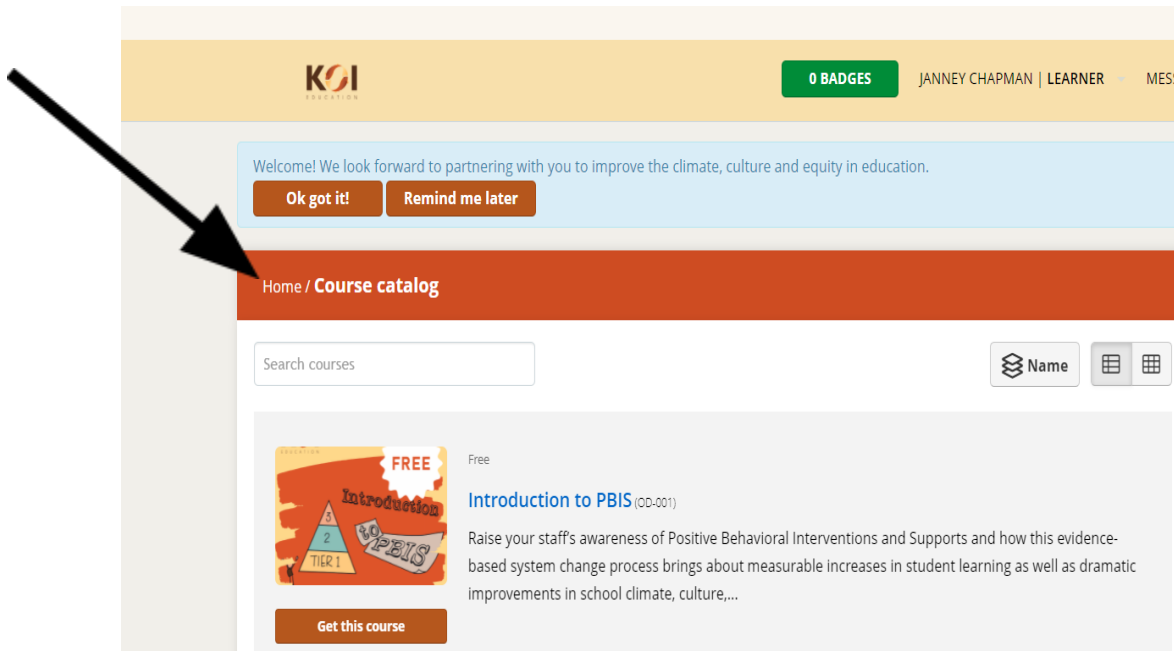 KOI
EDUCATION
0 BADGES
JANNEY CHAPMAN | LEARNER
MESS
Welcome! We look forward to partnering with you to improve the climate, culture and equity in education.
Ok got it!
Remind me later
Home / Course catalog
Search courses
Name
EDUCATION
FREE
Introduction
to
PBIS
3
2
TIER 1
Free
Introduction to PBIS (OD-001)
Raise your staff's awareness of Positive Behavioral Interventions and Supports and how this evidence-
based system change process brings about measurable increases in student learning as well as dramatic
improvements in school climate, culture,...
Get this course